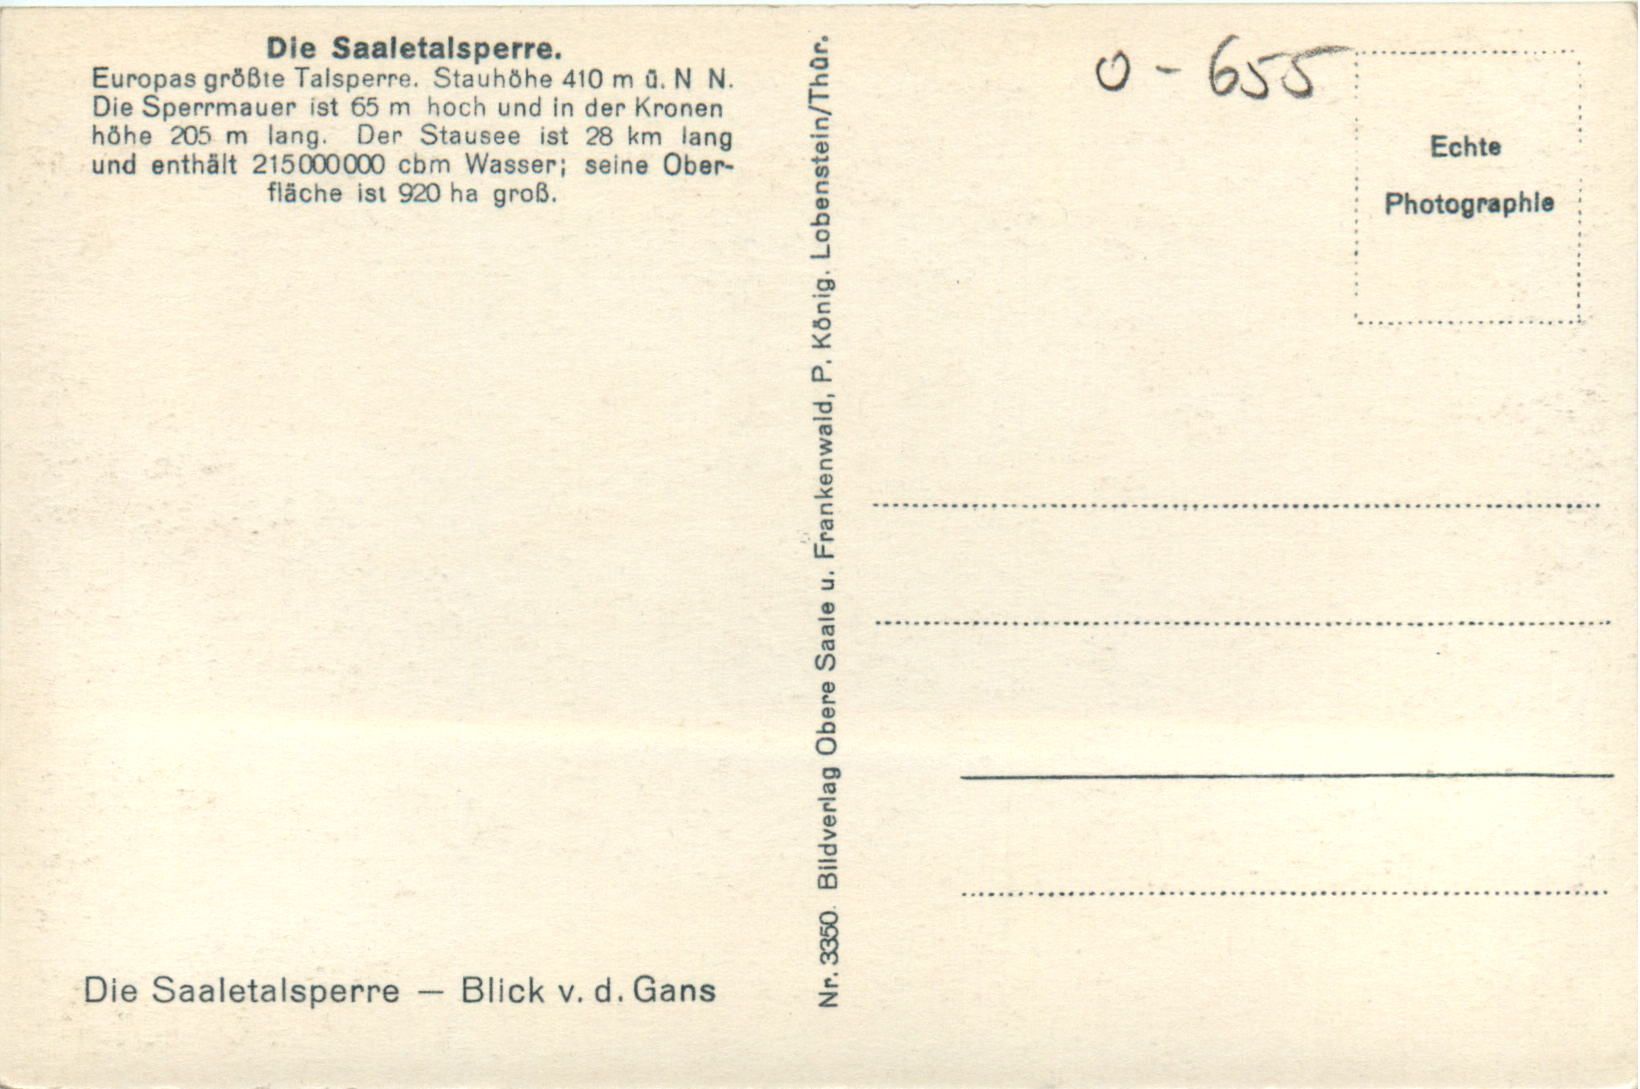 Die Saaletalsperre.
Europas größte Talsperre. Stauhöhe 410 m ü. N N.
Die Sperrmauer ist 65 m hoch und in der Kronen
höhe 205 m lang. Der Stausee ist 28 km lang
und enthält 215000000 cbm Wasser; seine Ober-
fläche ist 920 ha groß.
Die Saaletalsperre — Blick v. d. Gans
Nr. 3350. Bildverlag Obere Saale u. Frankenwald, P. König. Lobenstein/Thür.
0-655
Echte
Photographie